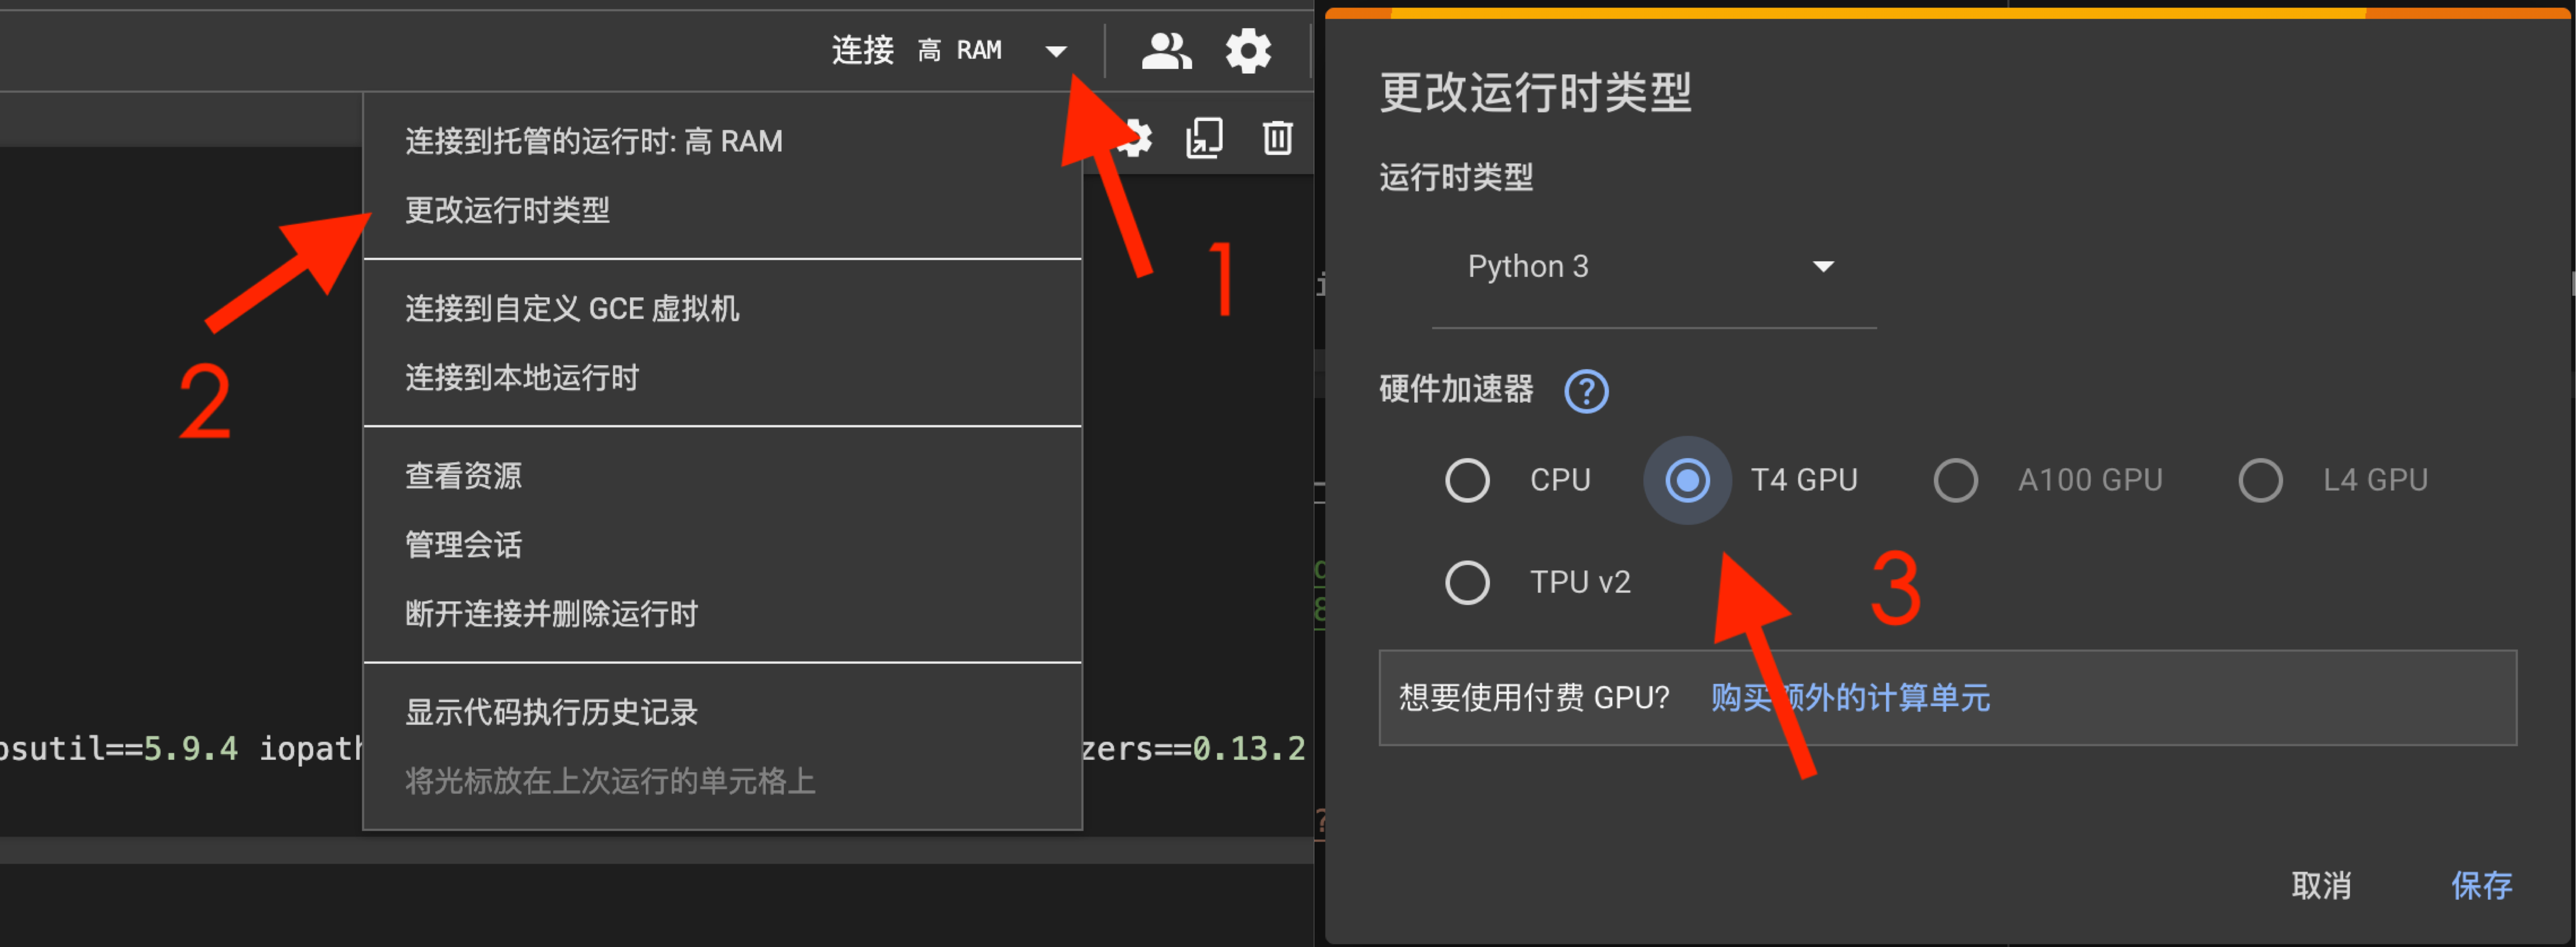 连接 高 RAM
连接到托管的运行时: 高 RAM
更改运行时类型
1
2
连接到自定义 GCE 虚拟机
连接到本地运行时
查看资源
管理会话
断开连接并删除运行时
显示代码执行历史记录
将光标放在上次运行的单元格上
psutil==5.9.4 iopath
zers==0.13.2
更改运行时类型
运行时类型
Python 3
硬件加速器 ?
CPU T4 GPU A100 GPU L4 GPU
TPU v2
3
想要使用付费 GPU? 购买额外的计算单元
取消 保存